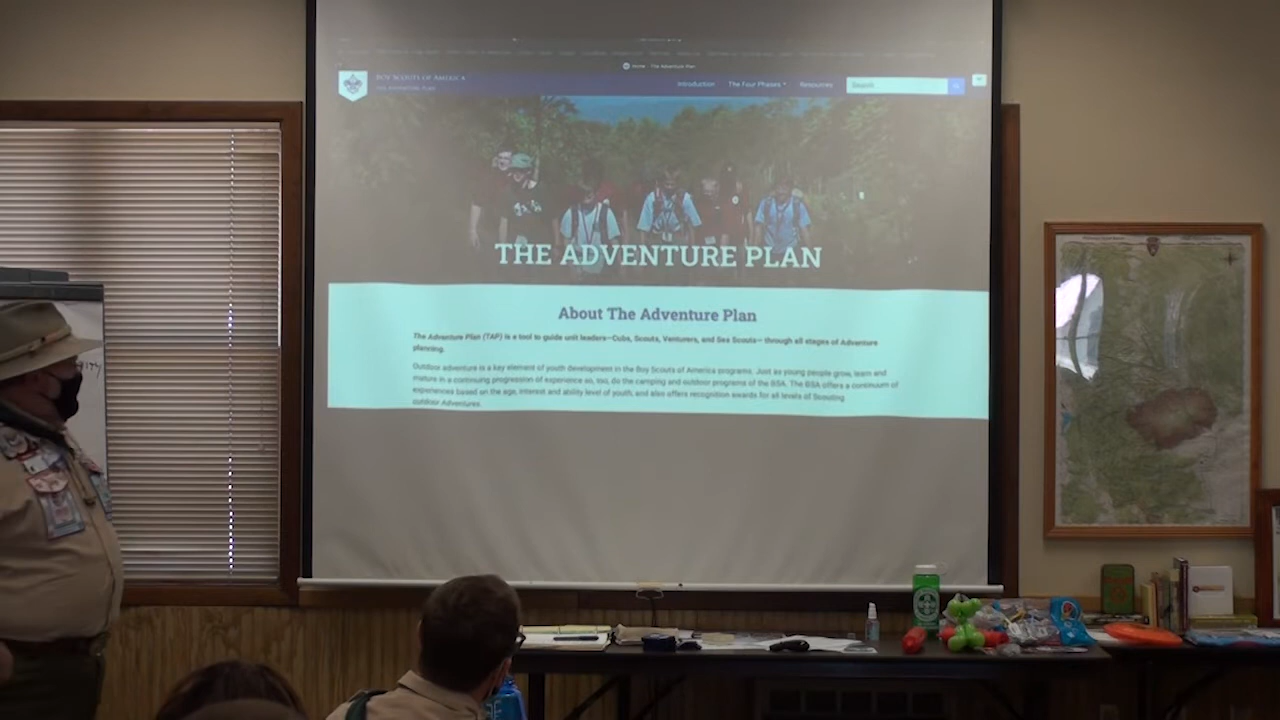 Home The Adventure Plan
BOY SCOUTS OF AMERICA
THE ADVENTURE PLAN
Introduction The Four Phases Resources Search
THE ADVENTURE PLAN
About The Adventure Plan
The Adventure Plan (TAP) is a tool to guide unit leaders—Cubs, Scouts, Venturers, and Sea Scouts— through all stages of Adventure
planning.
Outdoor adventure is a key element of youth development in the Boy Scouts of America programs. Just as young people grow, learn and
mature in a continuing progression of experience so, too, do the camping and outdoor programs of the BSA. The BSA offers a continuum of
experiences based on the age, interest and ability level of youth, and also offers recognition awards for all levels of Scouting
outdoor Adventures.